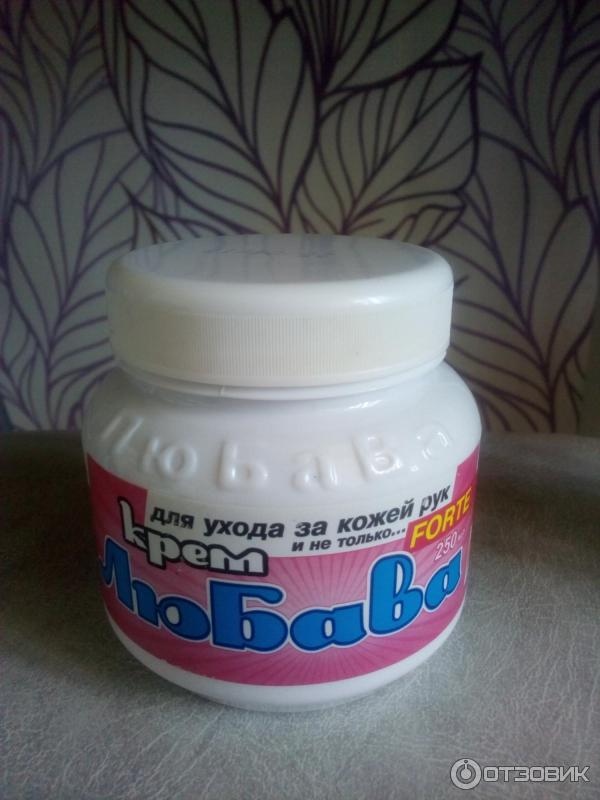 Любава
для ухода за кожей рук
и не только...
FORTE
250
крем
Любава
ОТЗОВИК